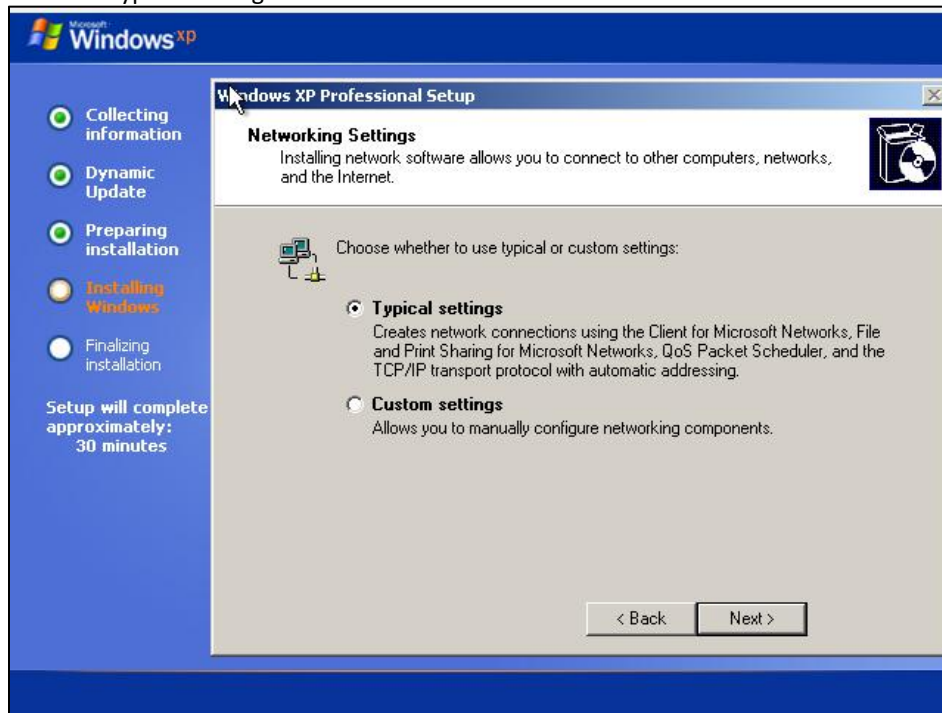 Microsoft
Windows xp
Collecting
information
Dynamic
Update
Preparing
installation
Installing
Windows
Finalizing
installation
Setup will complete
approximately:
30 minutes
Windows XP Professional Setup
Networking Settings
Installing network software allows you to connect to other computers, networks,
and the Internet.
Choose whether to use typical or custom settings:
Typical settings
Creates network connections using the Client for Microsoft Networks, File
and Print Sharing for Microsoft Networks, QoS Packet Scheduler, and the
TCP/IP transport protocol with automatic addressing.
Custom settings
Allows you to manually configure networking components.
< Back
Next >